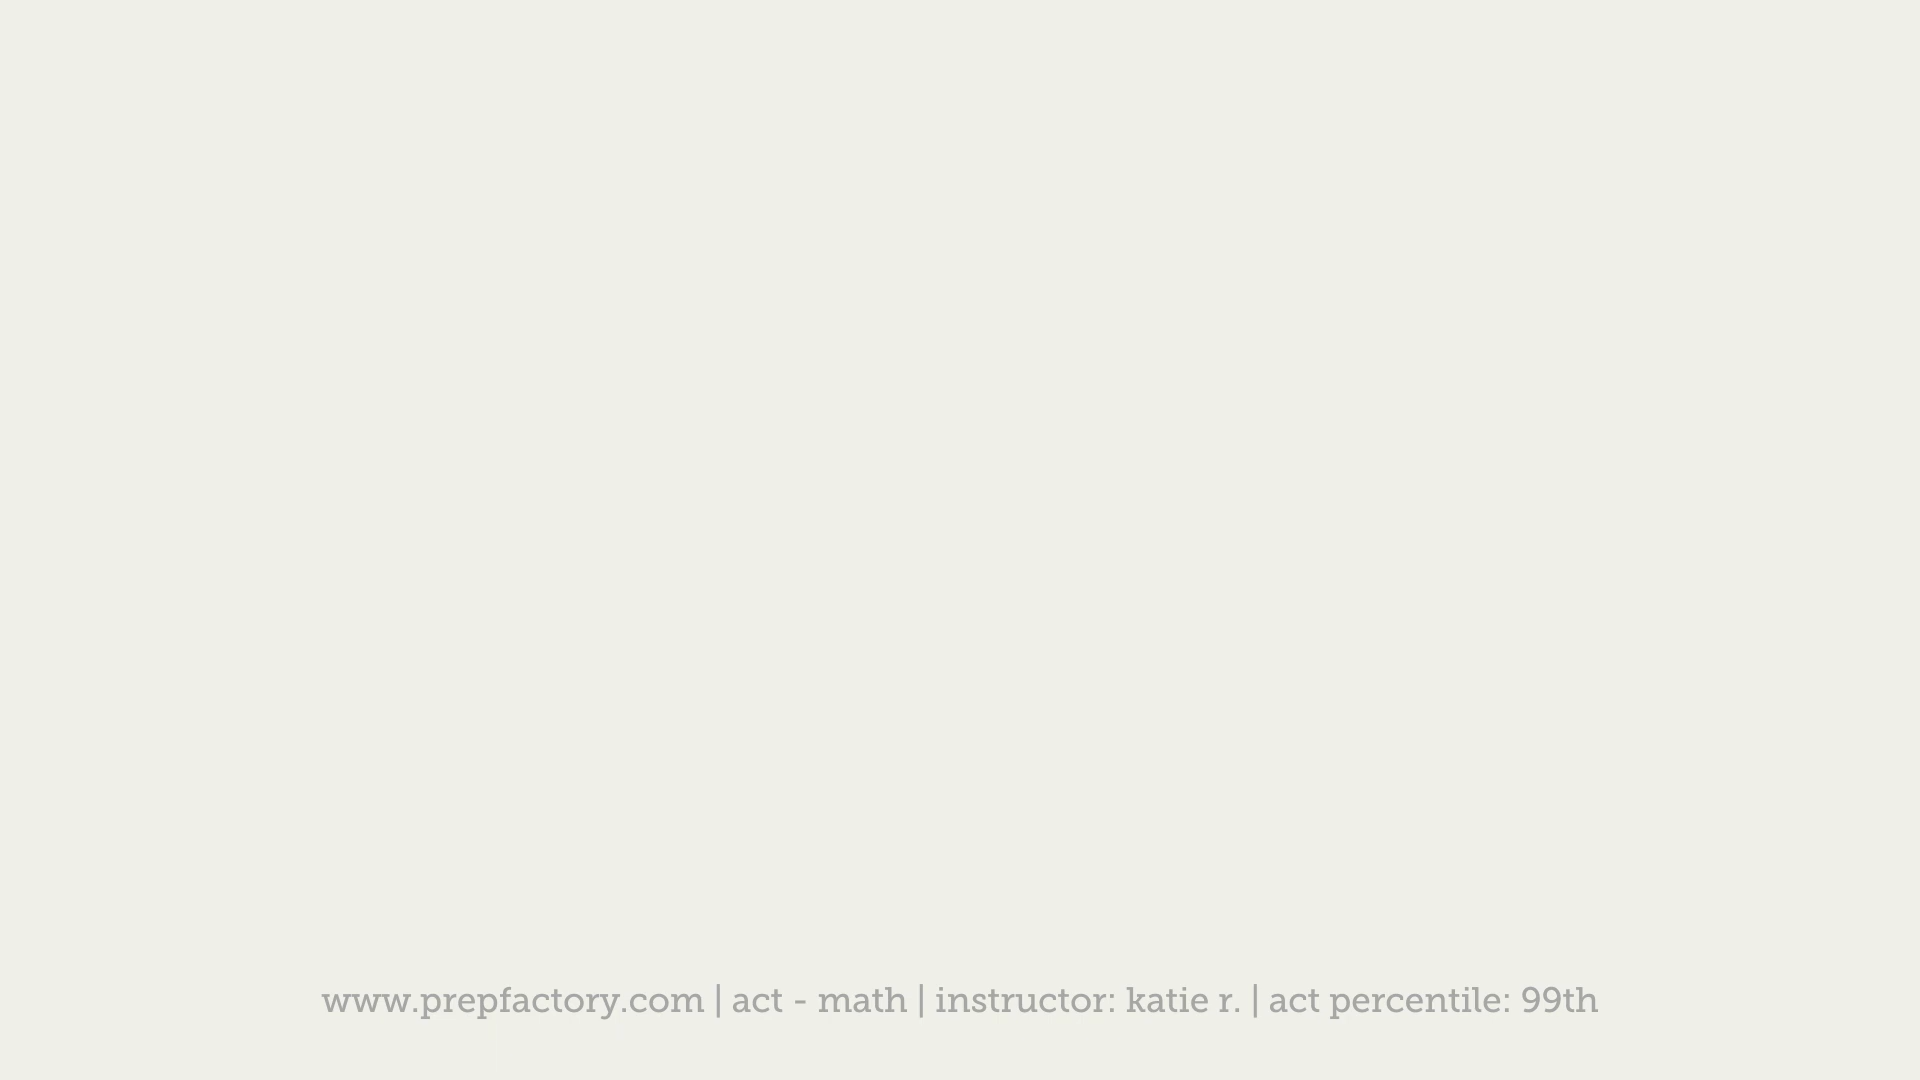 www.prepfactory.com | act - math | instructor: katie r. | act percentile: 99th